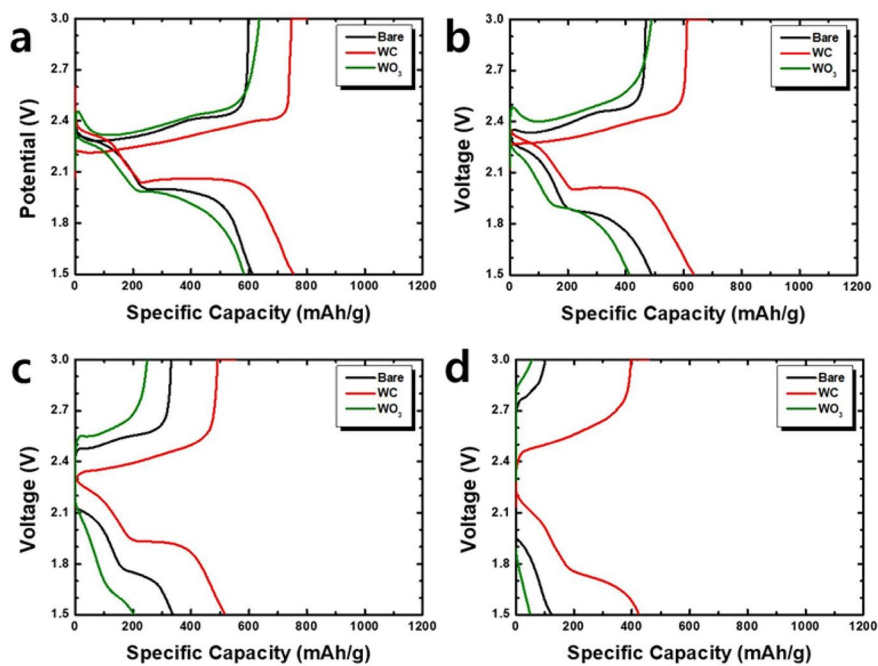 a
3.0
2.7
2.4
2.1
1.8
1.5
Potential (V)
0 200 400 600 800 1000 1200
Specific Capacity (mAh/g)
Bare
WC
WO3
b
3.0
2.7
2.4
2.1
1.8
1.5
Voltage (V)
0 200 400 600 800 1000 1200
Specific Capacity (mAh/g)
Bare
WC
WO3
c
3.0
2.7
2.4
2.1
1.8
1.5
Voltage (V)
0 200 400 600 800 1000 1200
Specific Capacity (mAh/g)
Bare
WC
WO3
d
3.0
2.7
2.4
2.1
1.8
1.5
Voltage (V)
0 200 400 600 800 1000 1200
Specific Capacity (mAh/g)
Bare
WC
WO3